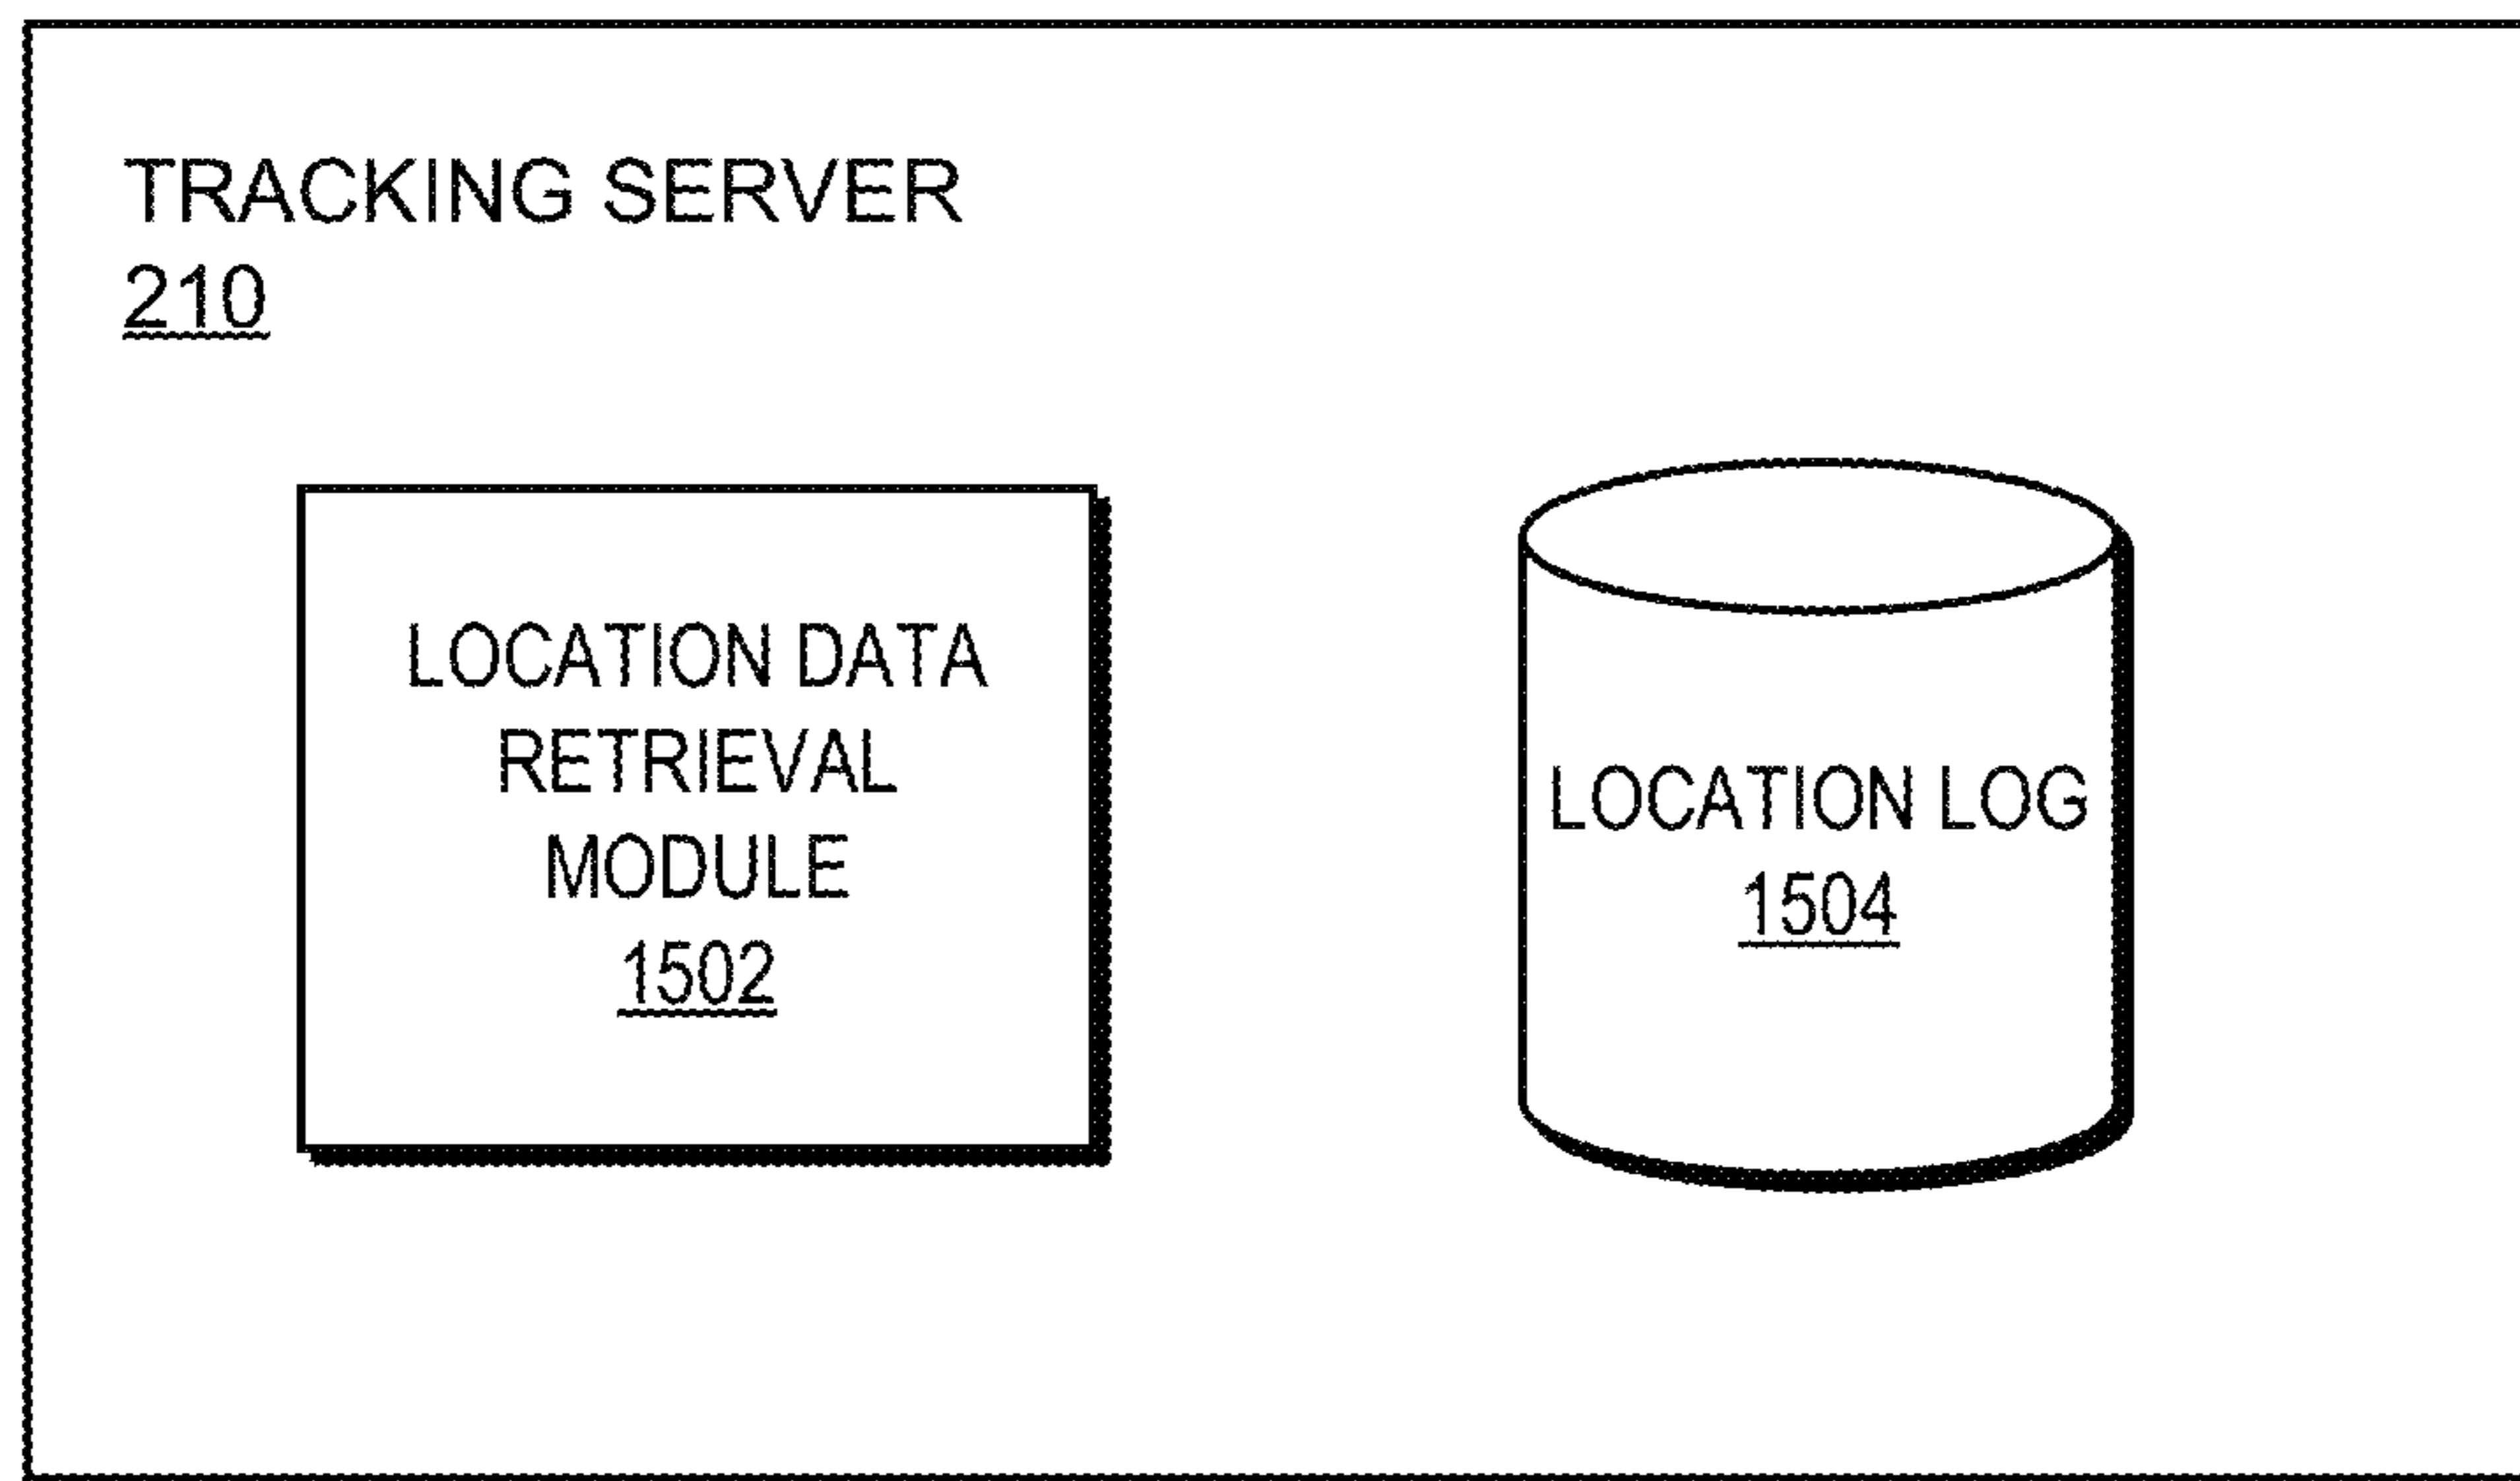 TRACKING SERVER
210
LOCATION DATA
RETRIEVAL
MODULE
1502
LOCATION LOG
1504